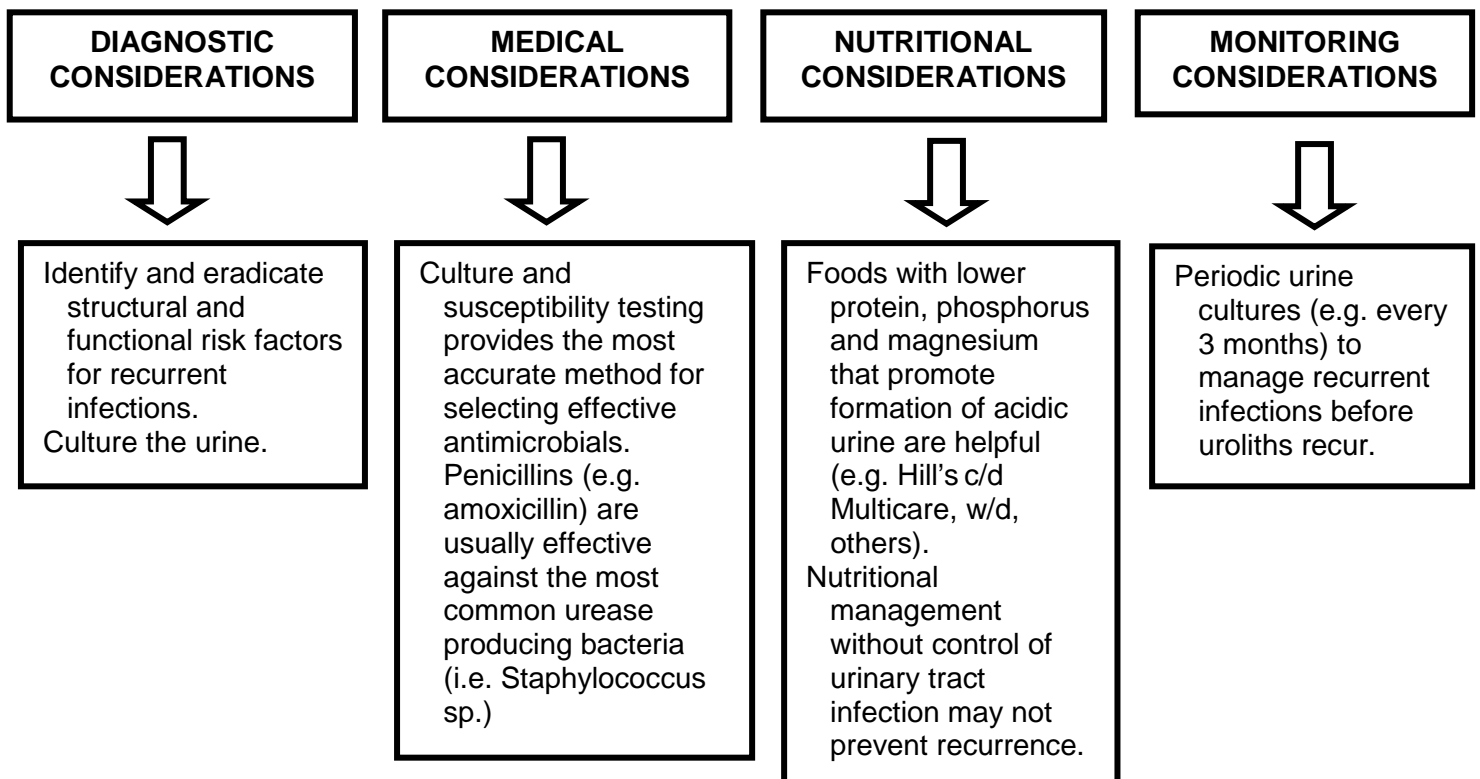 DIAGNOSTIC
CONSIDERATIONS
Identify and eradicate
structural and
functional risk factors
for recurrent
infections.
Culture the urine.
MEDICAL
CONSIDERATIONS
Culture and
susceptibility testing
provides the most
accurate method for
selecting effective
antimicrobials.
Penicillins (e.g.
amoxicillin) are
usually effective
against the most
common urease
producing bacteria
(i.e. Staphylococcus
sp.)
NUTRITIONAL
CONSIDERATIONS
Foods with lower
protein, phosphorus
and magnesium
that promote
formation of acidic
urine are helpful
(e.g. Hill's c/d
Multicare, w/d,
others).
Nutritional
management
without control of
urinary tract
infection may not
prevent recurrence.
MONITORING
CONSIDERATIONS
Periodic urine
cultures (e.g. every
3 months) to
manage recurrent
infections before
uroliths recur.